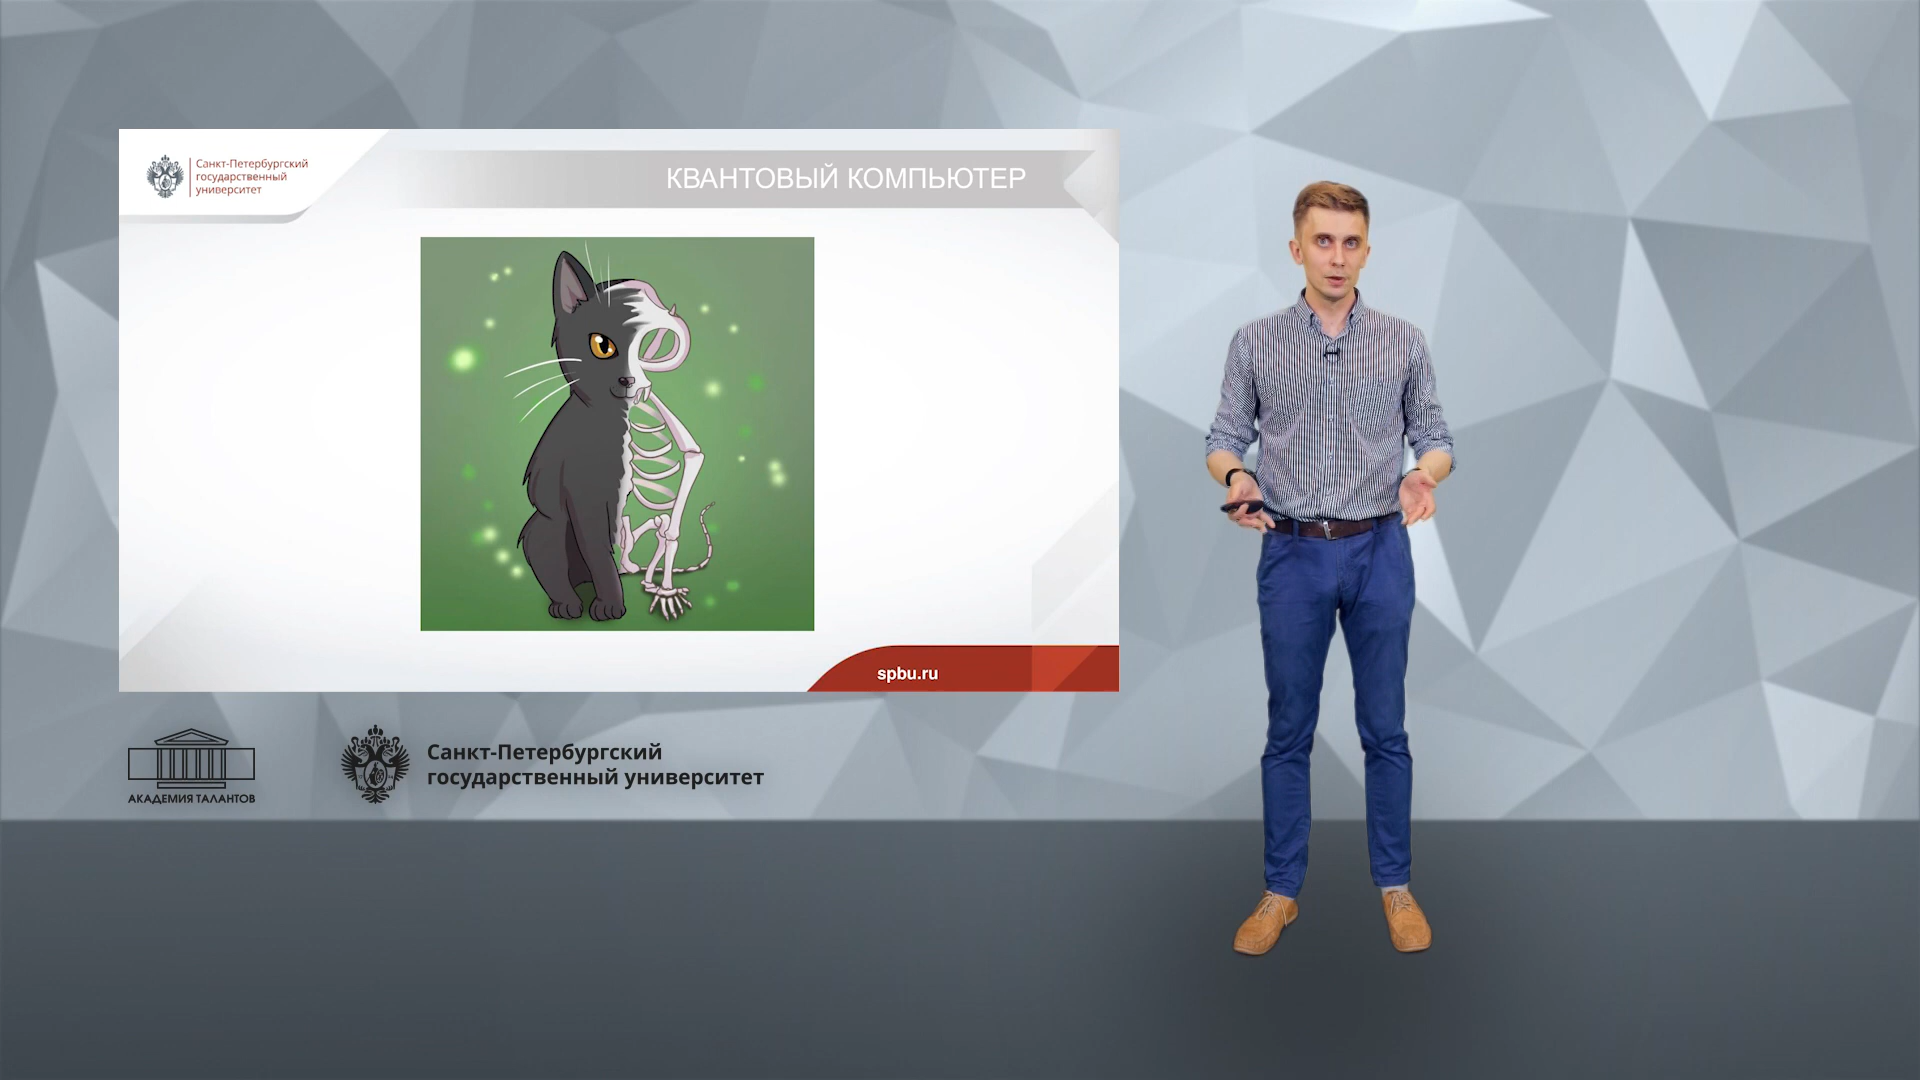 Санкт-Петербургский
государственный
университет
КВАНТОВЫЙ КОМПЬЮТЕР
spbu.ru
АКАДЕМИЯ ТАЛАНТОВ
Санкт-Петербургский
государственный университет